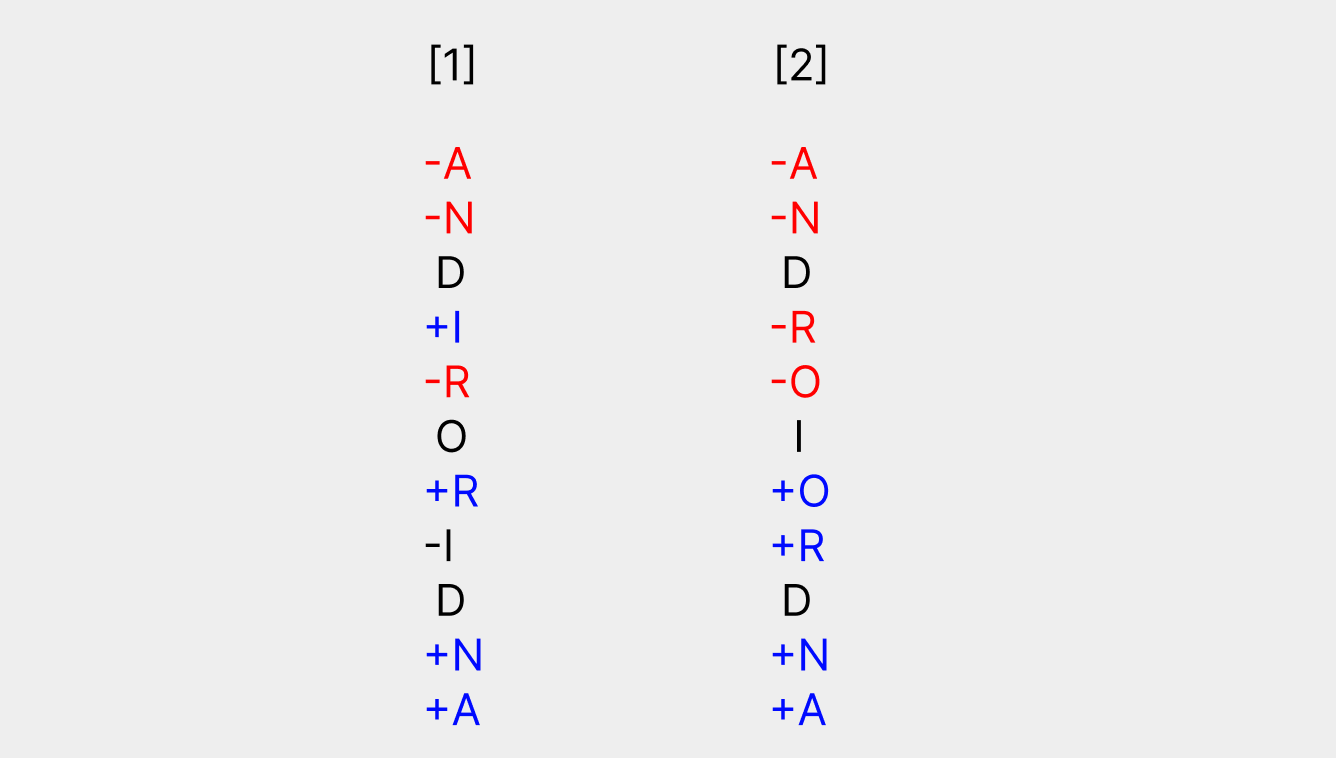 [1] [2]
-A -A
-N -N
D D
+I -R
-R -O
O I
+R +O
-I +R
D D
+N +N
+A +A